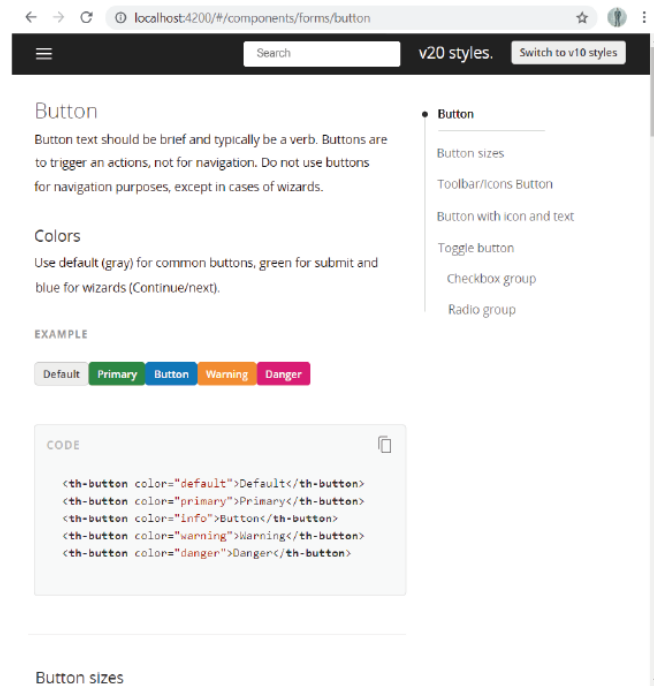 localhost:4200/#/components/forms/button
Search
v20 styles.
Switch to v10 styles
Button
Button text should be brief and typically be a verb. Buttons are
to trigger an actions, not for navigation. Do not use buttons
for navigation purposes, except in cases of wizards.
Colors
Use default (gray) for common buttons, green for submit and
blue for wizards (Continue/next).
EXAMPLE
Default Primary Button Warning Danger
CODE
<th-button color="default">Default</th-button>
<th-button color="primary">Primary</th-button>
<th-button color="info">Button</th-button>
<th-button color="warning">Warning</th-button>
<th-button color="danger">Danger</th-button>
Button sizes
Button
Button sizes
Toolbar/Icons Button
Button with icon and text
Toggle button
Checkbox group
Radio group